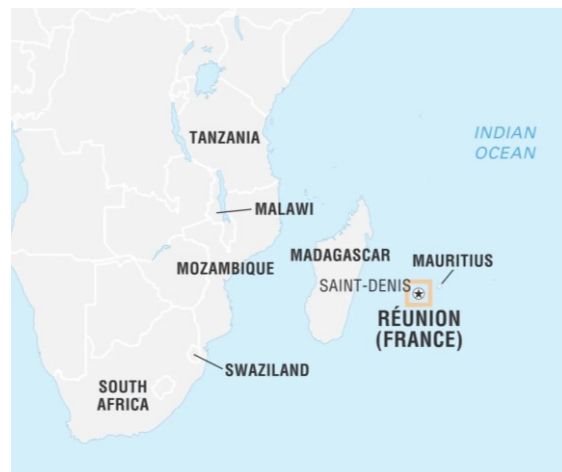 TANZANIA
INDIAN
OCEAN
MALAWI
MADAGASCAR
MAURITIUS
MOZAMBIQUE
SAINT-DENIS
RÉUNION
(FRANCE)
SWAZILAND
SOUTH
AFRICA